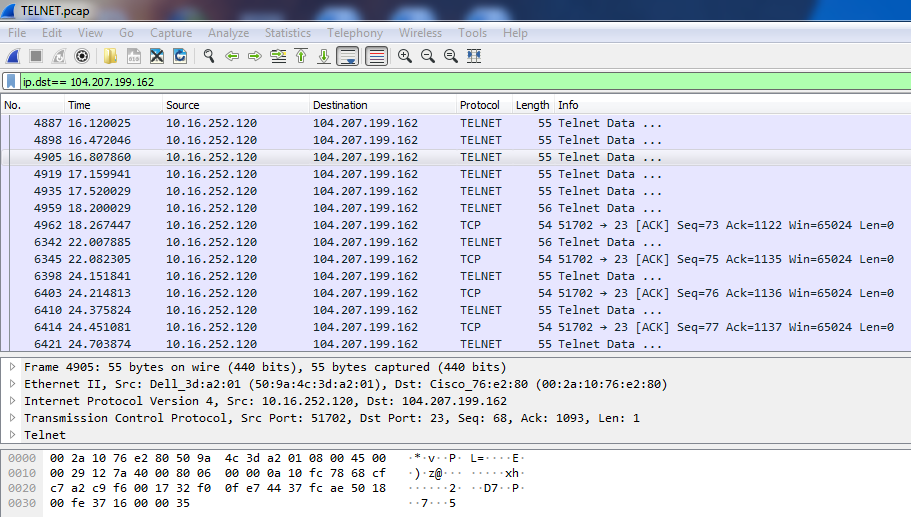 TELNET.pcap
File Edit View Go Capture Analyze Statistics Telephony Wireless Tools Help
ip.dst== 104.207.199.162
No. Time Source Destination Protocol Length Info
4887 16.120025 10.16.252.120 104.207.199.162 TELNET 55 Telnet Data ...
4898 16.472046 10.16.252.120 104.207.199.162 TELNET 55 Telnet Data ...
4905 16.807860 10.16.252.120 104.207.199.162 TELNET 55 Telnet Data ...
4919 17.159941 10.16.252.120 104.207.199.162 TELNET 55 Telnet Data ...
4935 17.520029 10.16.252.120 104.207.199.162 TELNET 55 Telnet Data ...
4959 18.200029 10.16.252.120 104.207.199.162 TELNET 56 Telnet Data ...
4962 18.267447 10.16.252.120 104.207.199.162 TCP 54 51702 → 23 [ACK] Seq=73 Ack=1122 Win=65024 Len=0
6342 22.007885 10.16.252.120 104.207.199.162 TELNET 56 Telnet Data ...
6345 22.082305 10.16.252.120 104.207.199.162 TCP 54 51702 → 23 [ACK] Seq=75 Ack=1135 Win=65024 Len=0
6398 24.151841 10.16.252.120 104.207.199.162 TELNET 55 Telnet Data ...
6403 24.214813 10.16.252.120 104.207.199.162 TCP 54 51702 → 23 [ACK] Seq=76 Ack=1136 Win=65024 Len=0
6410 24.375824 10.16.252.120 104.207.199.162 TELNET 55 Telnet Data ...
6414 24.451081 10.16.252.120 104.207.199.162 TCP 54 51702 → 23 [ACK] Seq=77 Ack=1137 Win=65024 Len=0
6421 24.703874 10.16.252.120 104.207.199.162 TELNET 55 Telnet Data ...
Frame 4905: 55 bytes on wire (440 bits), 55 bytes captured (440 bits)
Ethernet II, Src: Dell_3d:a2:01 (50:9a:4c:3d:a2:01), Dst: Cisco_76:e2:80 (00:2a:10:76:e2:80)
Internet Protocol Version 4, Src: 10.16.252.120, Dst: 104.207.199.162
Transmission Control Protocol, Src Port: 51702, Dst Port: 23, Seq: 68, Ack: 1093, Len: 1
Telnet
0000 00 2a 10 76 e2 80 50 9a 4c 3d a2 01 08 00 45 00 ·*·v··P· L=····E·
0010 00 29 12 7a 40 00 80 06 00 00 0a 10 fc 78 68 cf ·)·z@··· ·····xh·
0020 c7 a2 c9 f6 00 17 32 f0 0f e7 44 37 fc ae 50 18 ······2· ··D7··P·
0030 00 fe 37 16 00 00 35 ··7···5